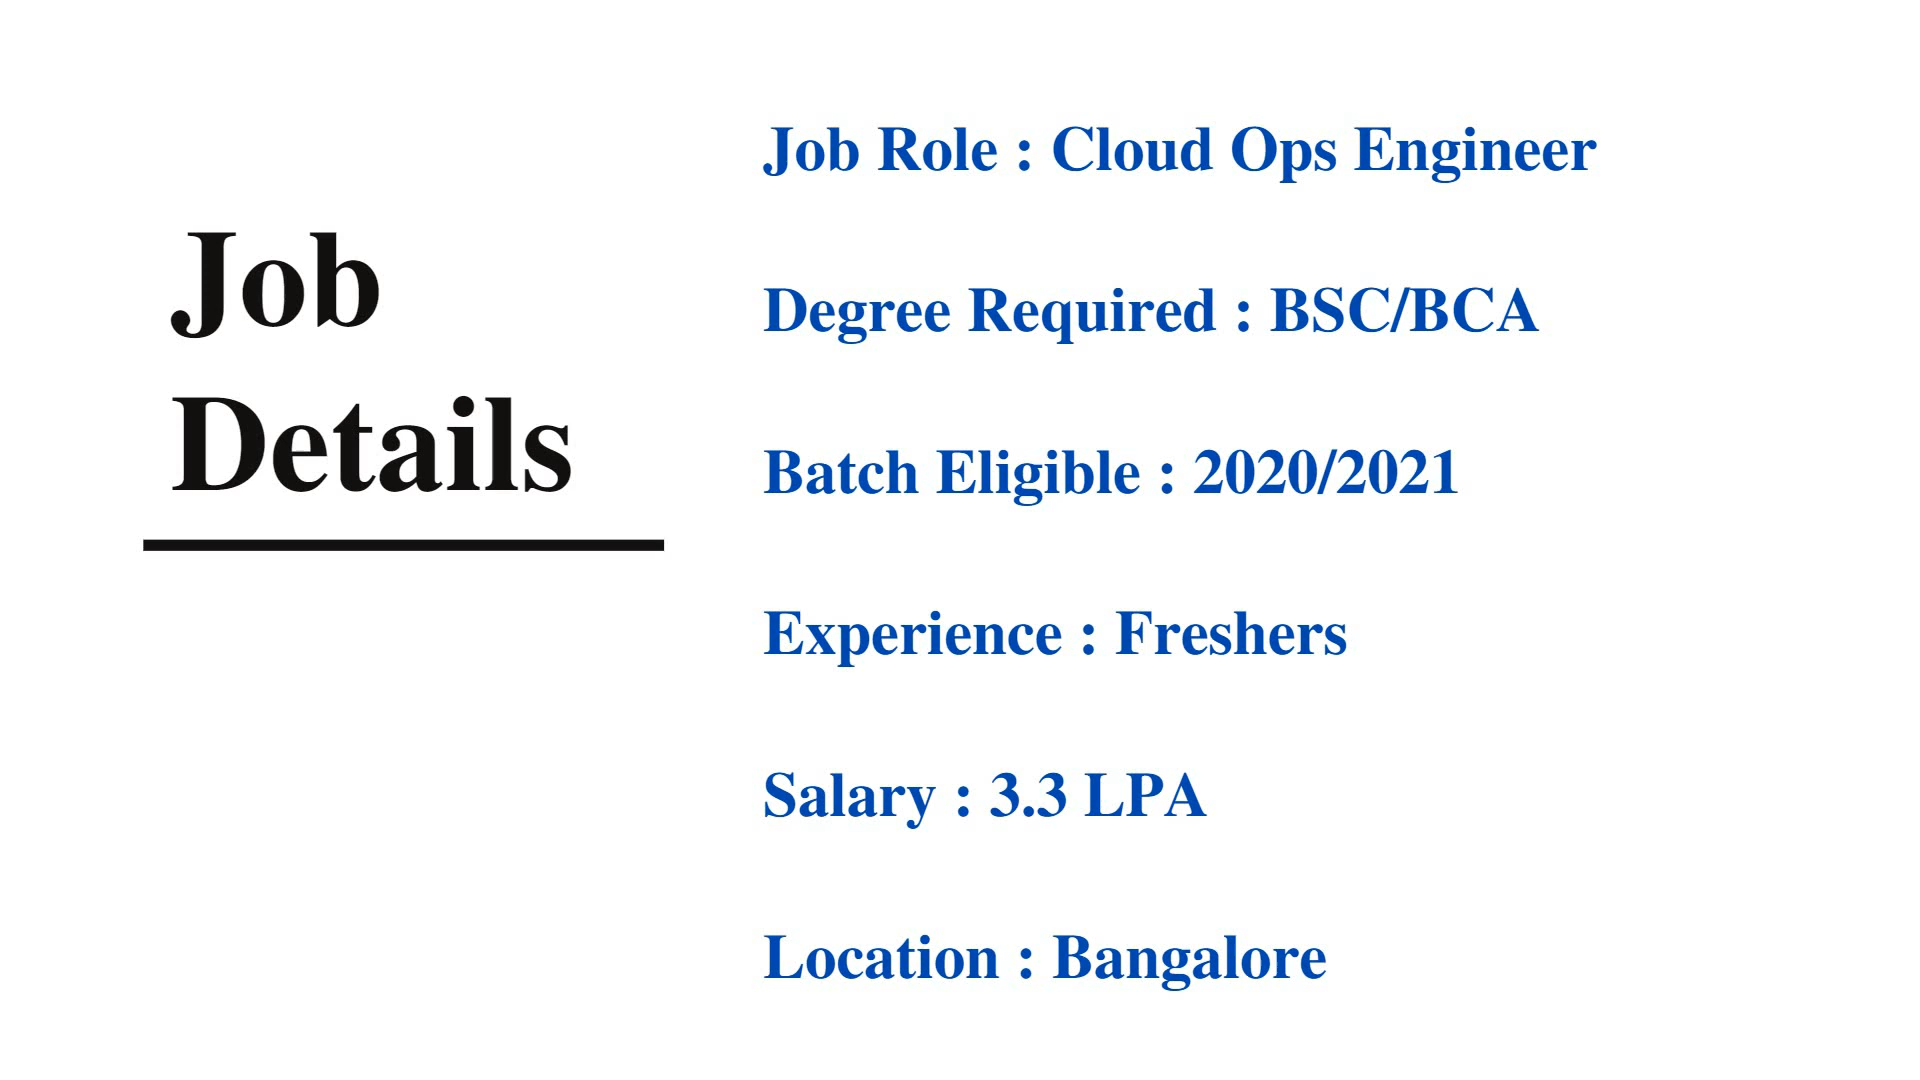 Job
Details
Job Role : Cloud Ops Engineer
Degree Required : BSC/BCA
Batch Eligible : 2020/2021
Experience : Freshers
Salary : 3.3 LPA
Location : Bangalore